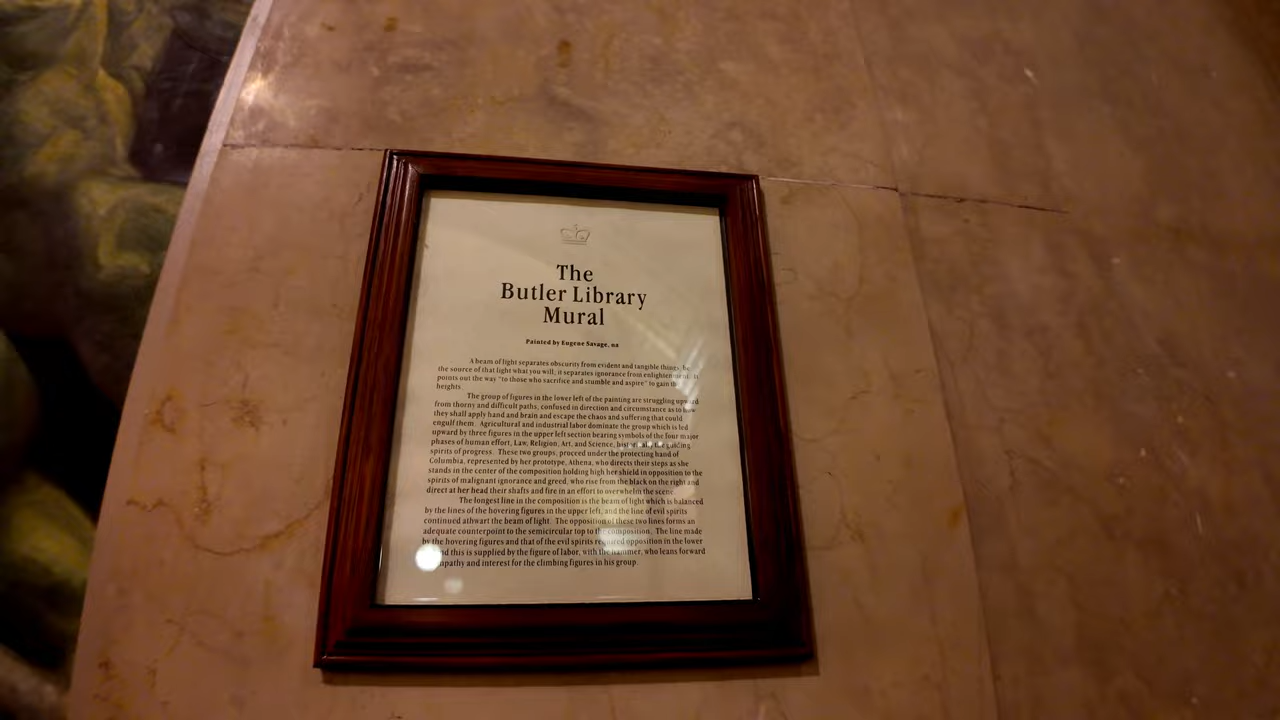 The
Butler Library
Mural
Painted by Eugene Savage, na
A beam of light separates obscurity from evident and tangible things, be
the source of that light what you will, it separates ignorance from enlightenment. It
points out the way "to those who sacrifice and stumble and aspire" to gain the
heights.
The group of figures in the lower left of the painting are struggling upward
from thorny and difficult paths, confused in direction and circumstance as to how
they shall apply hand and brain and escape the chaos and suffering that could
engulf them. Agricultural and industrial labor dominate the group which is led
upward by three figures in the upper left section bearing symbols of the four major
phases of human effort, Law, Religion, Art, and Science, historically the guiding
spirits of progress. These two groups, proceed under the protecting hand of
Columbia, represented by her prototype, Athena, who directs their steps as she
stands in the center of the composition holding high her shield in opposition to the
spirits of malignant ignorance and greed, who rise from the black on the right and
direct at her head their shafts and fire in an effort to overwhelm the scene.
The longest line in the composition is the beam of light which is balanced
by the lines of the hovering figures in the upper left, and the line of evil spirits
continued athwart the beam of light. The opposition of these two lines forms an
adequate counterpoint to the semicircular top to the composition. The line made
by the hovering figures and that of the evil spirits required opposition in the lower
this is supplied by the figure of labor, with the hammer, who leans forward
and interest for the climbing figures in his group.